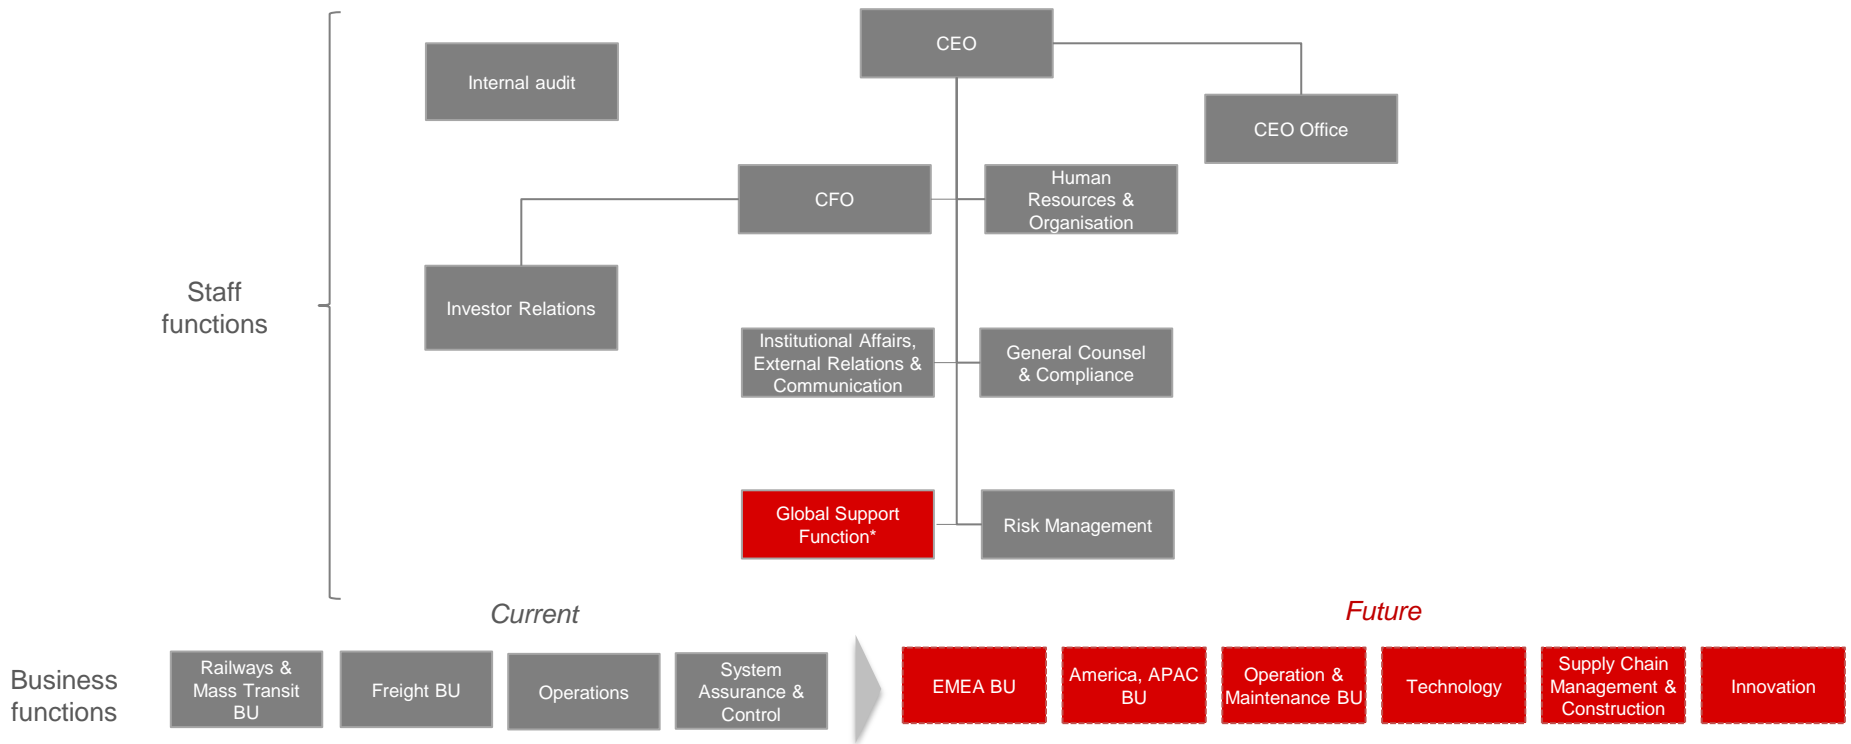 CEO
Internal audit
CEO Office
CFO
Human
Resources &
Organisation
Staff
functions
Investor Relations
Institutional Affairs,
External Relations &
Communication
General Counsel
& Compliance
Global Support
Function*
Risk Management
Current
Future
Business
functions
Railways &
Mass Transit
BU
Freight BU
Operations
System
Assurance &
Control
EMEA BU
America, APAC
BU
Operation &
Maintenance BU
Technology
Supply Chain
Management &
Construction
Innovation